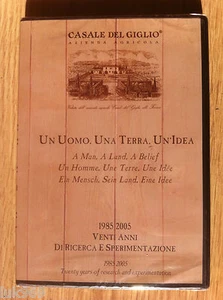 CASALE DEL GIGLIO®
AZIENDA AGRICOLA
UN UOMO, UNA TERRA, UN'IDEA
A Man, A Land, A Belief
Un Homme, Une Terre, Une Idée
Ein Mensch, Sein Land, Eine Idee
1985/2005
VENTI ANNI
DI RICERCA E SPERIMENTAZIONE
1985-2005
Twenty years of research and experimentation